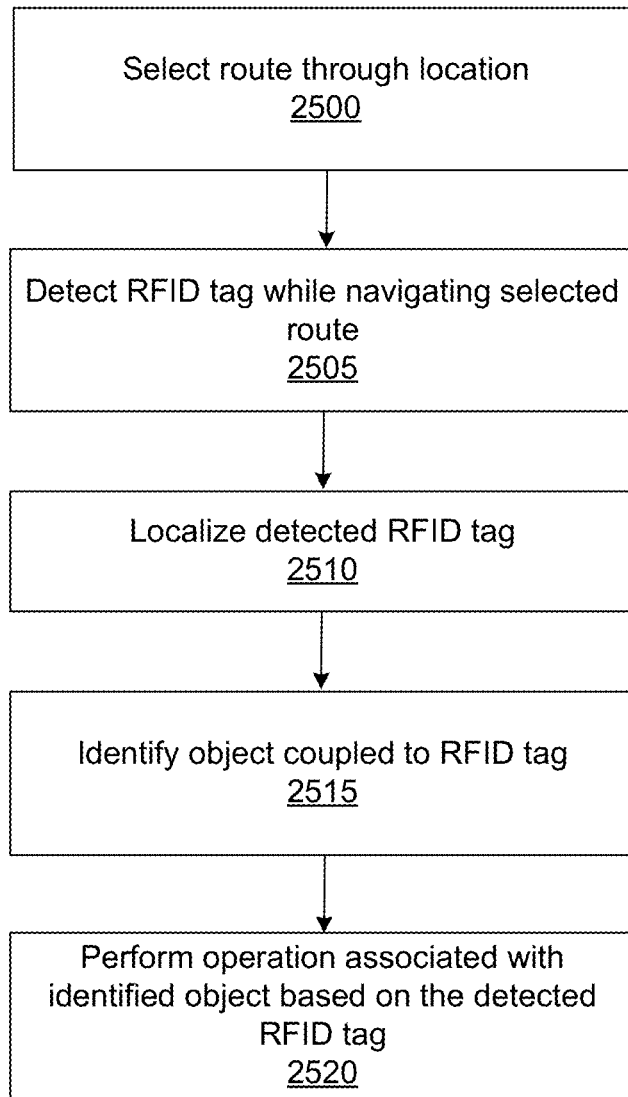 Select route through location
2500
Detect RFID tag while navigating selected
route
2505
Localize detected RFID tag
2510
Identify object coupled to RFID tag
2515
Perform operation associated with
identified object based on the detected
RFID tag
2520